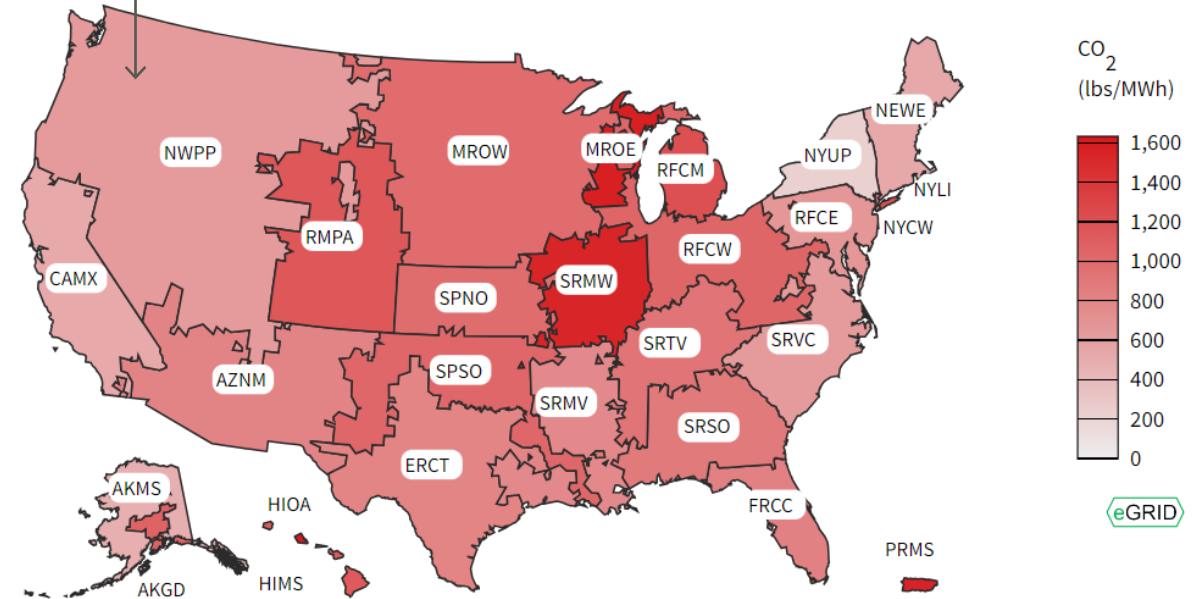 CO2
(lbs/MWh)
1,600
1,400
1,200
1,000
800
600
400
200
0
eGRID
NEWE
NWPP
MROW
MROE
RFCM
NYUP
NYLI
NYCW
RFCE
RMPA
RFCW
CAMX
SPNO
SRMW
SRTV
SRVC
AZNM
SPSO
SRMV
SRSO
ERCT
AKMS
HIOA
FRCC
PRMS
AKGD
HIMS